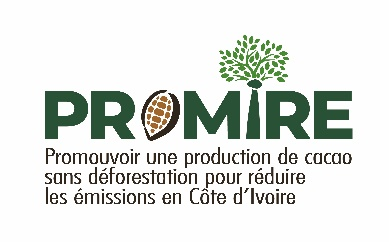 PROMIRE
Promouvoir une production de cacao
sans déforestation pour réduire
les émissions en Côte d'Ivoire